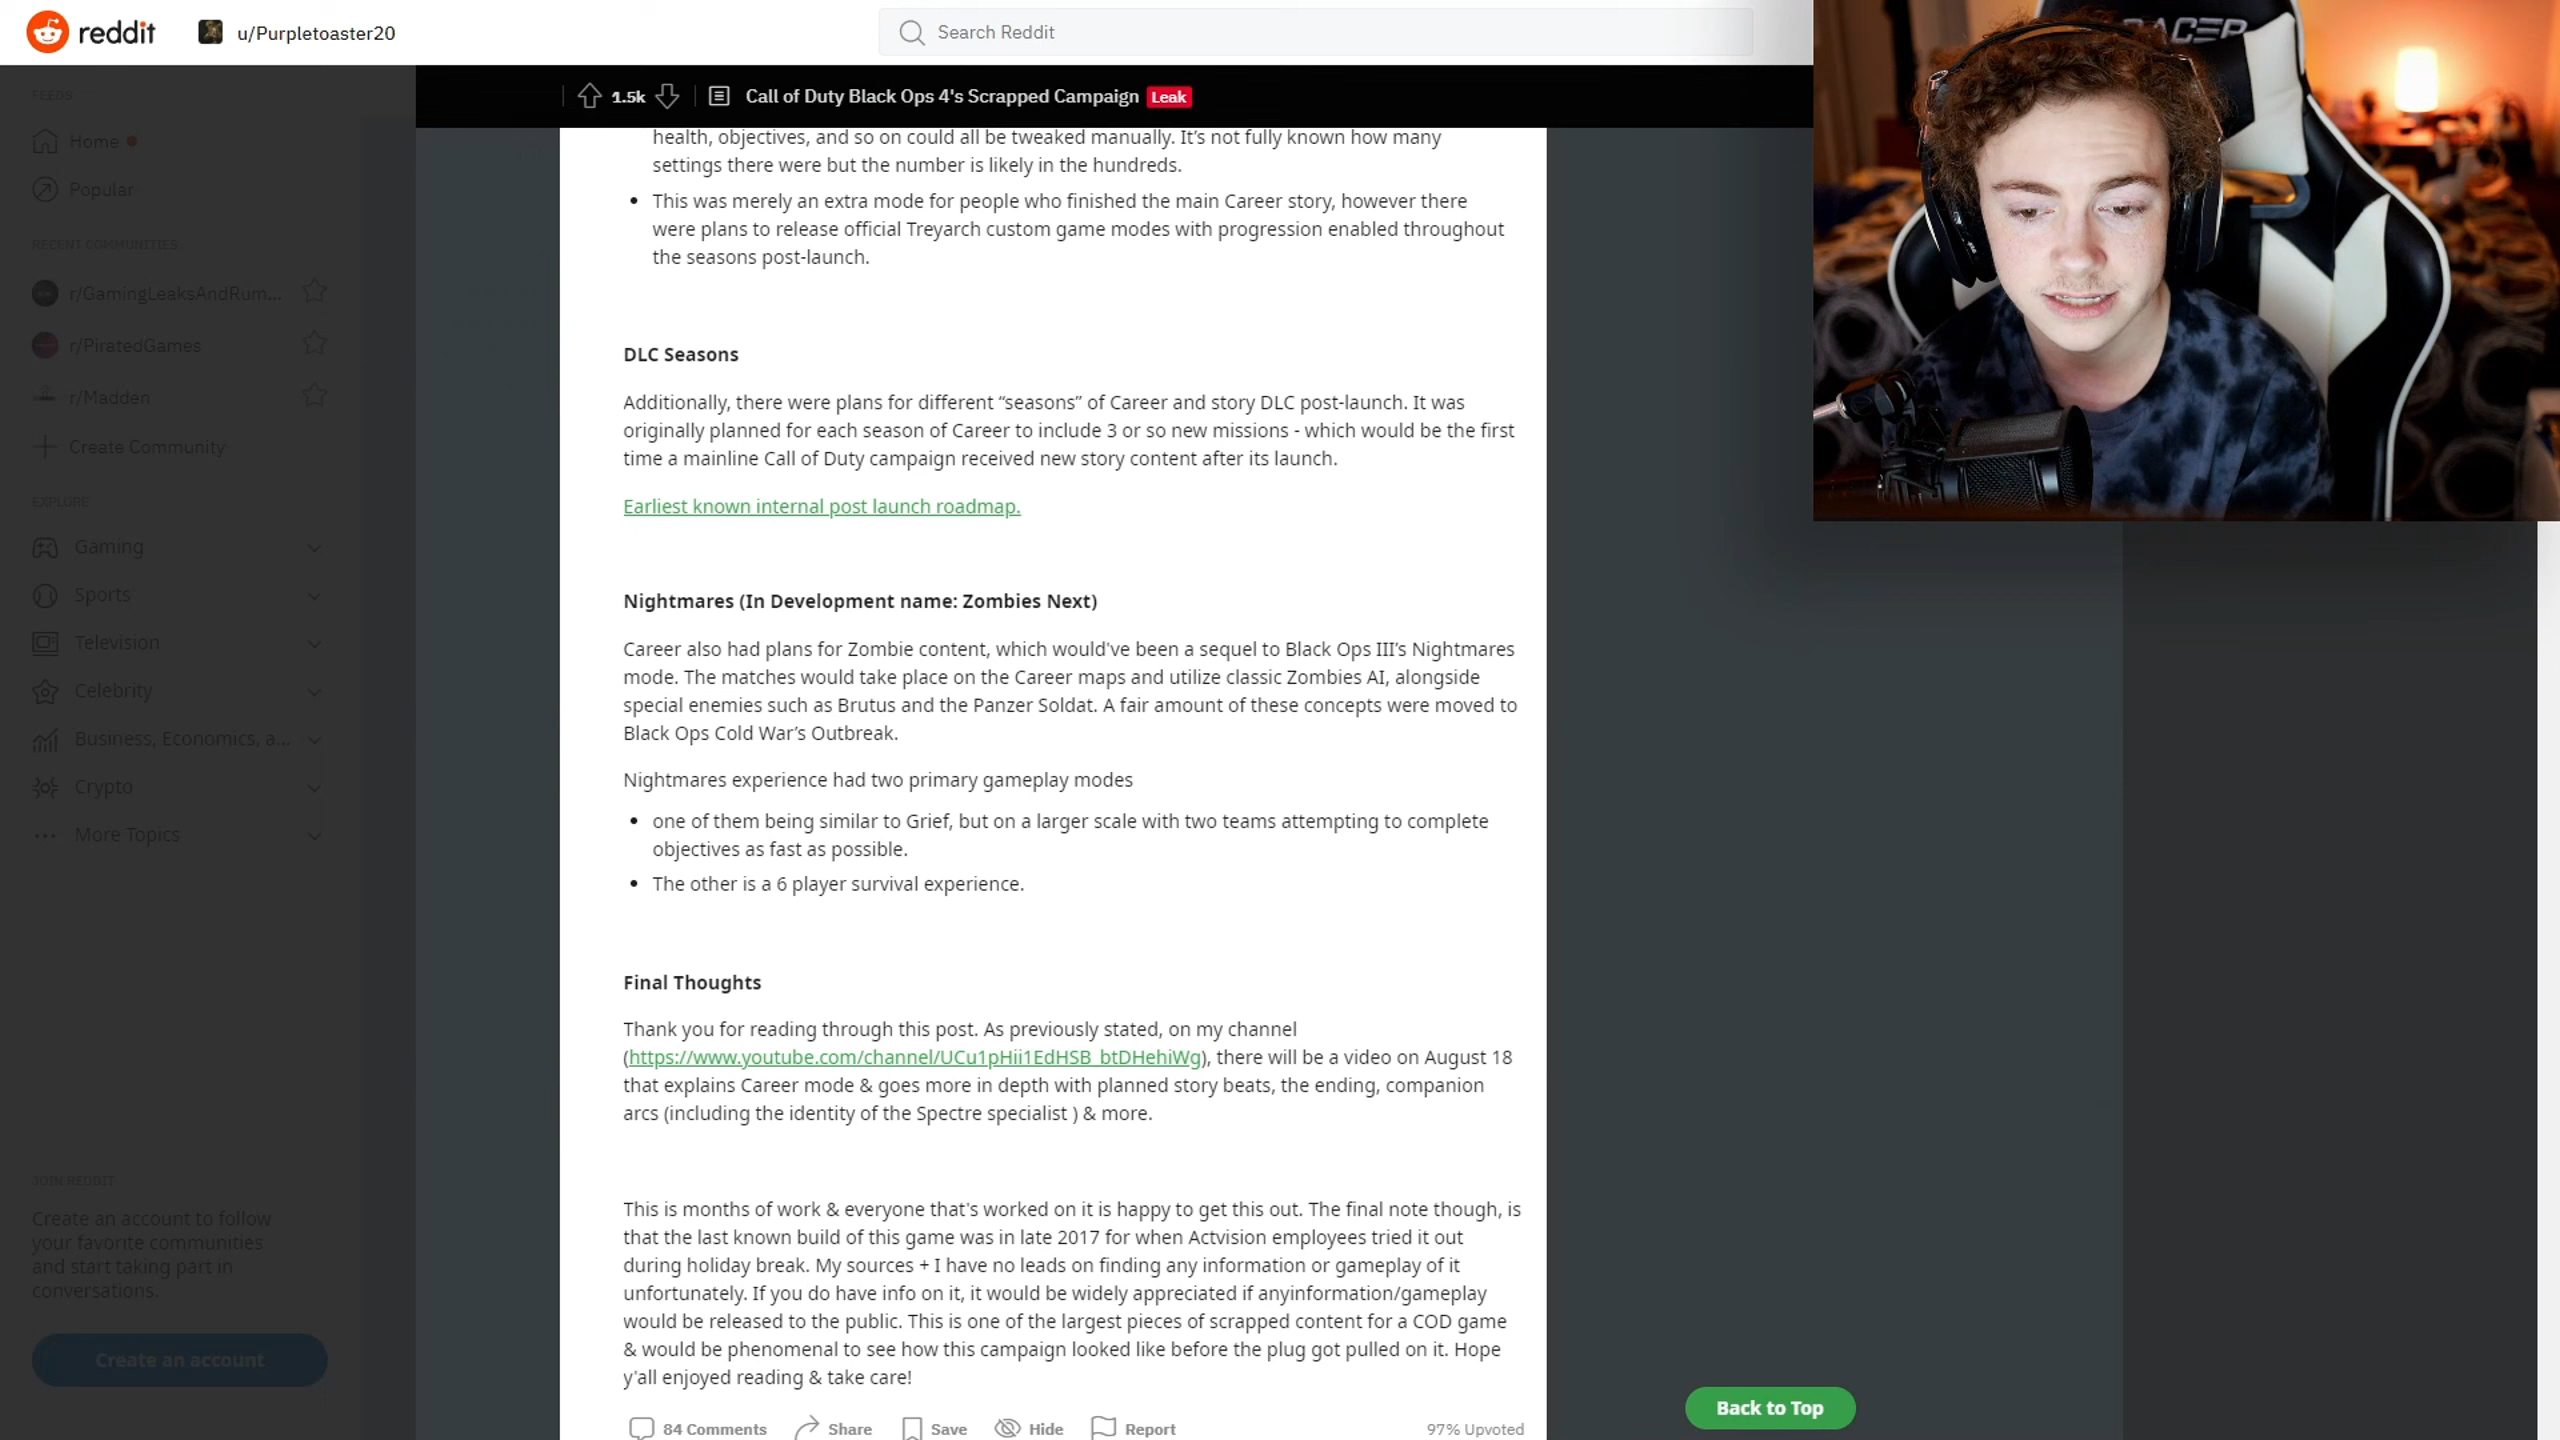 reddit
u/Purpletoaster20
Search Reddit
FEEDS
Home
Popular
RECENT COMMUNITIES
r/GamingLeaksAndRum...
r/PiratedGames
r/Madden
Create Community
EXPLORE
Gaming
Sports
Television
Celebrity
Business, Economics, a...
Crypto
More Topics
JOIN REDDIT
Create an account to follow
your favorite communities
and start taking part in
conversations.
Create an account
1.5k
Call of Duty Black Ops 4's Scrapped Campaign Leak
health, objectives, and so on could all be tweaked manually. It’s not fully known how many
settings there were but the number is likely in the hundreds.
• This was merely an extra mode for people who finished the main Career story, however there
were plans to release official Treyarch custom game modes with progression enabled throughout
the seasons post-launch.
DLC Seasons
Additionally, there were plans for different “seasons” of Career and story DLC post-launch. It was
originally planned for each season of Career to include 3 or so new missions - which would be the first
time a mainline Call of Duty campaign received new story content after its launch.
Earliest known internal post launch roadmap.
Nightmares (In Development name: Zombies Next)
Career also had plans for Zombie content, which would've been a sequel to Black Ops III’s Nightmares
mode. The matches would take place on the Career maps and utilize classic Zombies AI, alongside
special enemies such as Brutus and the Panzer Soldat. A fair amount of these concepts were moved to
Black Ops Cold War’s Outbreak.
Nightmares experience had two primary gameplay modes
• one of them being similar to Grief, but on a larger scale with two teams attempting to complete
objectives as fast as possible.
• The other is a 6 player survival experience.
Final Thoughts
Thank you for reading through this post. As previously stated, on my channel
(https://www.youtube.com/channel/UCu1pHii1EdHSB_btDHehiWg), there will be a video on August 18
that explains Career mode & goes more in depth with planned story beats, the ending, companion
arcs (including the identity of the Spectre specialist ) & more.
This is months of work & everyone that's worked on it is happy to get this out. The final note though, is
that the last known build of this game was in late 2017 for when Actvision employees tried it out
during holiday break. My sources + I have no leads on finding any information or gameplay of it
unfortunately. If you do have info on it, it would be widely appreciated if anyinformation/gameplay
would be released to the public. This is one of the largest pieces of scrapped content for a COD game
& would be phenomenal to see how this campaign looked like before the plug got pulled on it. Hope
y'all enjoyed reading & take care!
84 Comments Share Save Hide Report 97% Upvoted
Back to Top